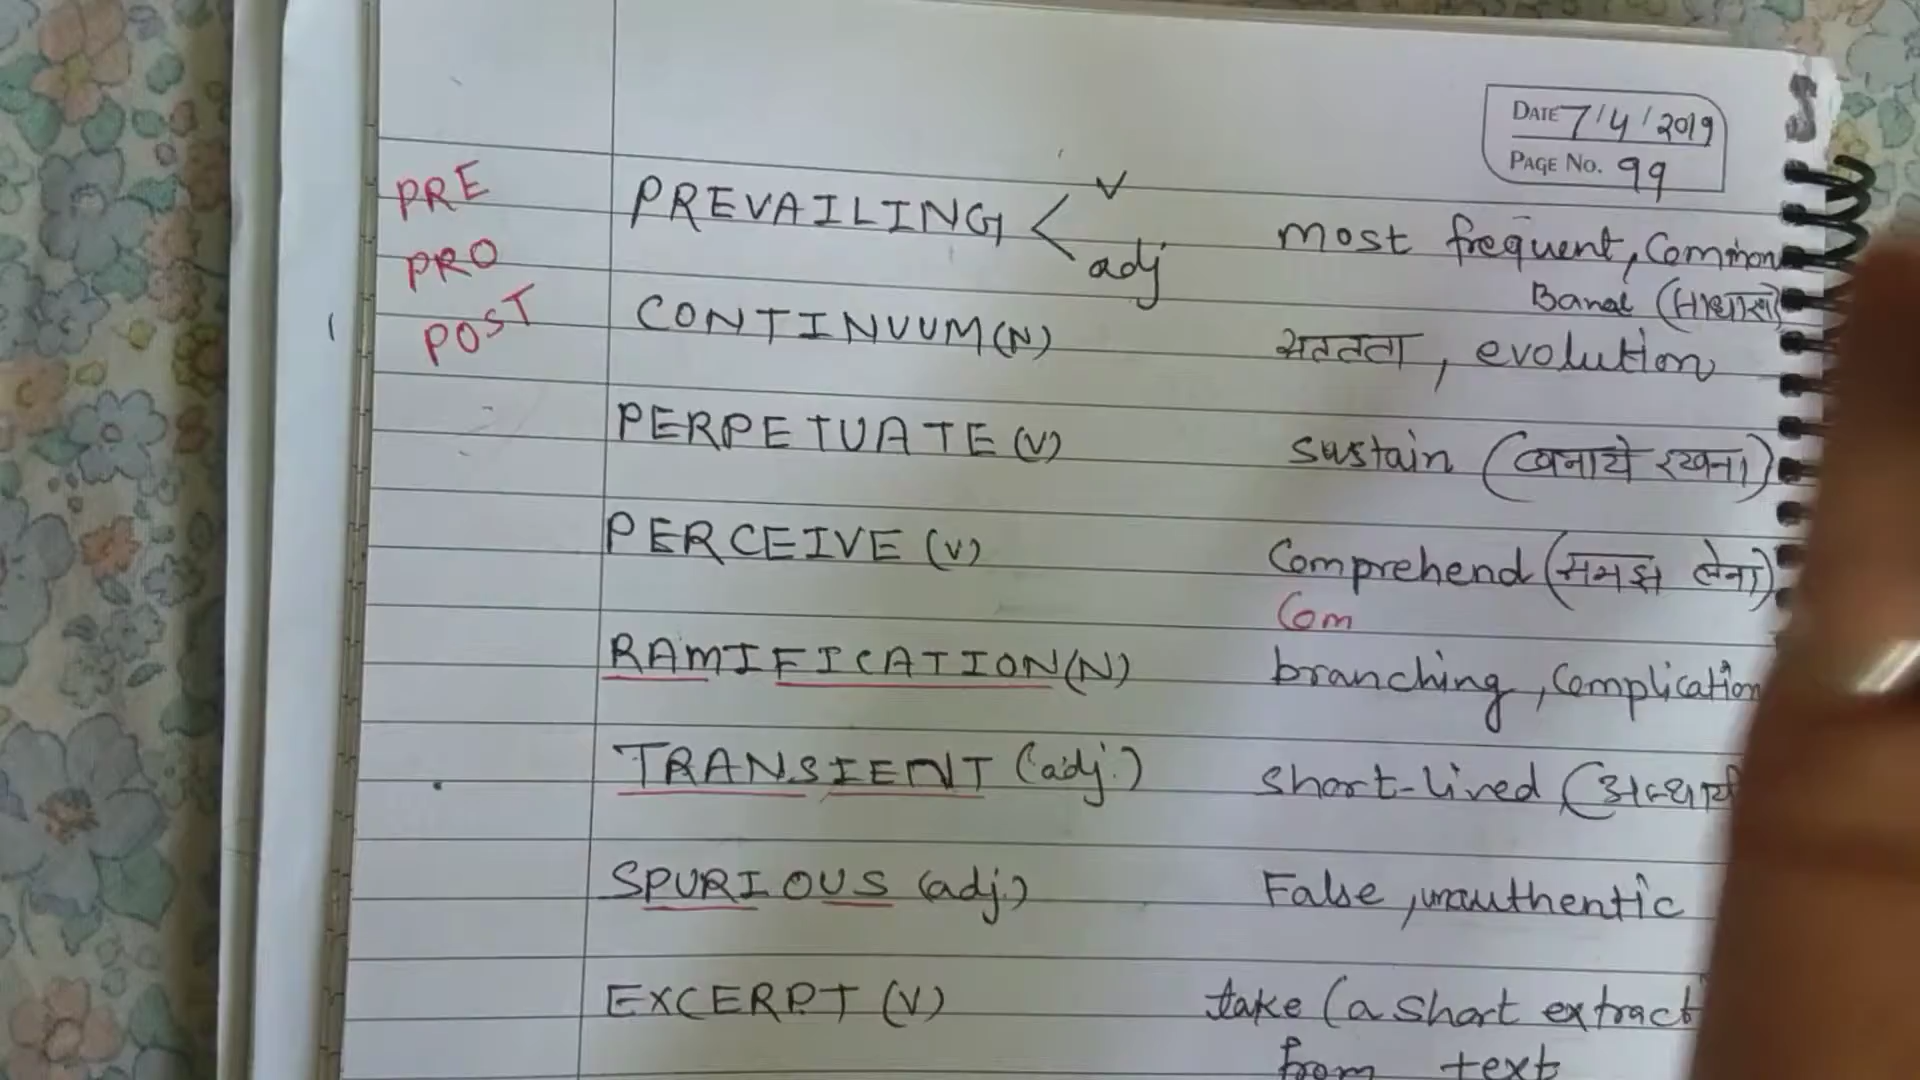 DATE 7/4/2019
PAGE NO. 99
PRE
PRO
POST
PREVAILING < v adj most frequent, Common
Banal
CONTINUUM (N) सततता, evolution
PERPETUATE (V) Sustain (बनाये रखना)
PERCEIVE (V) Comprehend (समझ लेना)
Com
RAMIFICATION (N) branching, Complication
TRANSIENT (adj.) Short-lived
SPURIOUS (adj.) False, unauthentic
EXCERPT (V) take (a short extract
from text